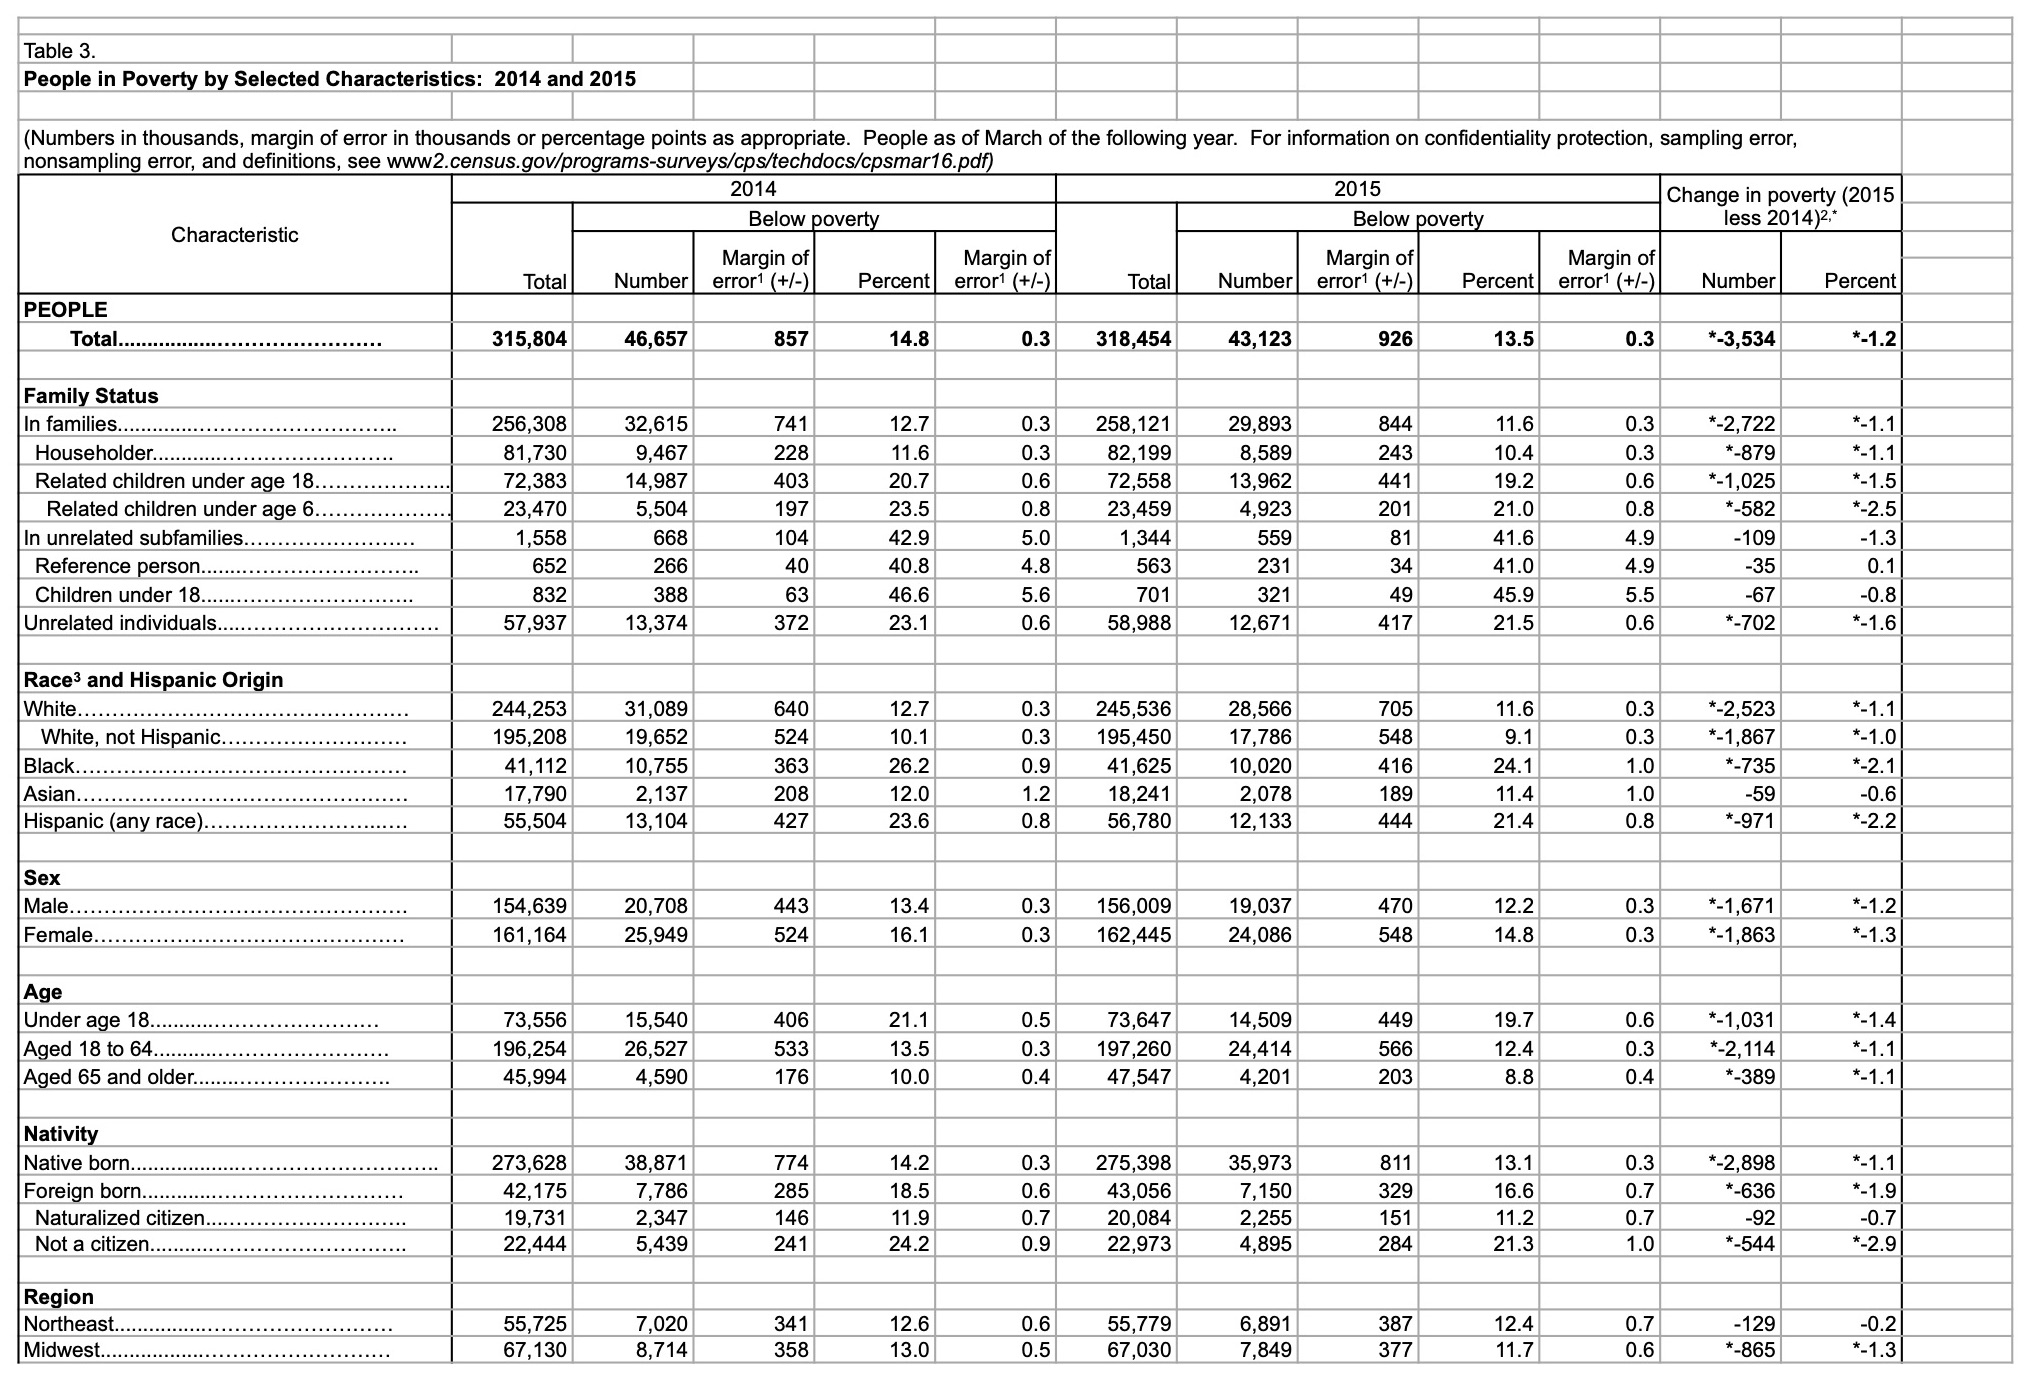 Table 3.
People in Poverty by Selected Characteristics:  2014 and 2015
(Numbers in thousands, margin of error in thousands or percentage points as appropriate.  People as of March of the following year.  For information on confidentiality protection, sampling error,
nonsampling error, and definitions, see www2.census.gov/programs-surveys/cps/techdocs/cpsmar16.pdf)
Characteristic 2014 2015 Change in poverty (2015 less 2014)²,*
Below poverty Below poverty
Total Number Margin of error¹ (+/-) Percent Margin of error¹ (+/-) Total Number Margin of error¹ (+/-) Percent Margin of error¹ (+/-) Number Percent
PEOPLE
Total....................................... 315,804 46,657 857 14.8 0.3 318,454 43,123 926 13.5 0.3 *-3,534 *-1.2
Family Status
In families....................................... 256,308 32,615 741 12.7 0.3 258,121 29,893 844 11.6 0.3 *-2,722 *-1.1
Householder....................................... 81,730 9,467 228 11.6 0.3 82,199 8,589 243 10.4 0.3 *-879 *-1.1
Related children under age 18.................... 72,383 14,987 403 20.7 0.6 72,558 13,962 441 19.2 0.6 *-1,025 *-1.5
Related children under age 6.................... 23,470 5,504 197 23.5 0.8 23,459 4,923 201 21.0 0.8 *-582 *-2.5
In unrelated subfamilies......................... 1,558 668 104 42.9 5.0 1,344 559 81 41.6 4.9 -109 -1.3
Reference person................................ 652 266 40 40.8 4.8 563 231 34 41.0 4.9 -35 0.1
Children under 18................................ 832 388 63 46.6 5.6 701 321 49 45.9 5.5 -67 -0.8
Unrelated individuals................................ 57,937 13,374 372 23.1 0.6 58,988 12,671 417 21.5 0.6 *-702 *-1.6
Race³ and Hispanic Origin
White................................................ 244,253 31,089 640 12.7 0.3 245,536 28,566 705 11.6 0.3 *-2,523 *-1.1
White, not Hispanic........................... 195,208 19,652 524 10.1 0.3 195,450 17,786 548 9.1 0.3 *-1,867 *-1.0
Black................................................ 41,112 10,755 363 26.2 0.9 41,625 10,020 416 24.1 1.0 *-735 *-2.1
Asian................................................ 17,790 2,137 208 12.0 1.2 18,241 2,078 189 11.4 1.0 -59 -0.6
Hispanic (any race)............................. 55,504 13,104 427 23.6 0.8 56,780 12,133 444 21.4 0.8 *-971 *-2.2
Sex
Male................................................ 154,639 20,708 443 13.4 0.3 156,009 19,037 470 12.2 0.3 *-1,671 *-1.2
Female............................................. 161,164 25,949 524 16.1 0.3 162,445 24,086 548 14.8 0.3 *-1,863 *-1.3
Age
Under age 18.................................. 73,556 15,540 406 21.1 0.5 73,647 14,509 449 19.7 0.6 *-1,031 *-1.4
Aged 18 to 64.................................. 196,254 26,527 533 13.5 0.3 197,260 24,414 566 12.4 0.3 *-2,114 *-1.1
Aged 65 and older............................. 45,994 4,590 176 10.0 0.4 47,547 4,201 203 8.8 0.4 *-389 *-1.1
Nativity
Native born....................................... 273,628 38,871 774 14.2 0.3 275,398 35,973 811 13.1 0.3 *-2,898 *-1.1
Foreign born.................................... 42,175 7,786 285 18.5 0.6 43,056 7,150 329 16.6 0.7 *-636 *-1.9
Naturalized citizen............................. 19,731 2,347 146 11.9 0.7 20,084 2,255 151 11.2 0.7 -92 -0.7
Not a citizen.................................... 22,444 5,439 241 24.2 0.9 22,973 4,895 284 21.3 1.0 *-544 *-2.9
Region
Northeast....................................... 55,725 7,020 341 12.6 0.6 55,779 6,891 387 12.4 0.7 -129 -0.2
Midwest......................................... 67,130 8,714 358 13.0 0.5 67,030 7,849 377 11.7 0.6 *-865 *-1.3